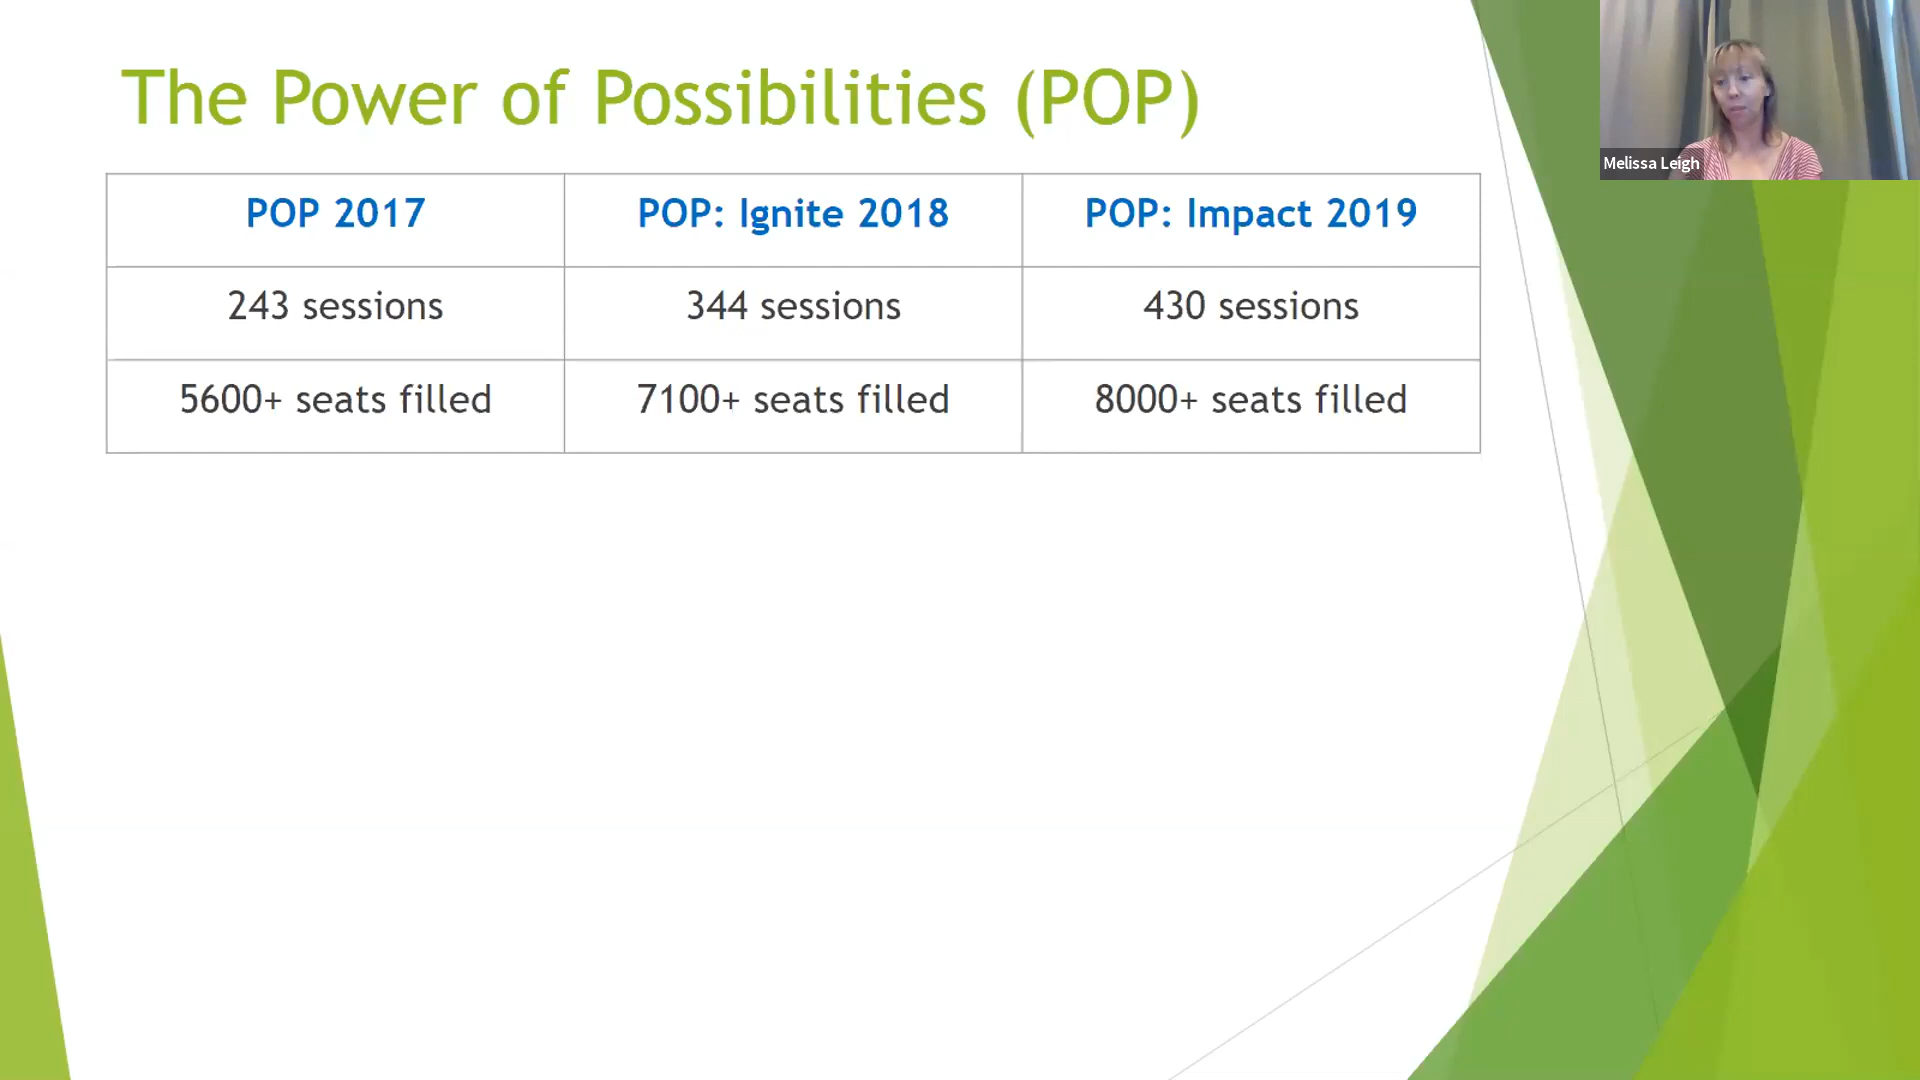 The Power of Possibilities (POP)
Melissa Leigh
POP 2017
POP: Ignite 2018
POP: Impact 2019
243 sessions
344 sessions
430 sessions
5600+ seats filled
7100+ seats filled
8000+ seats filled